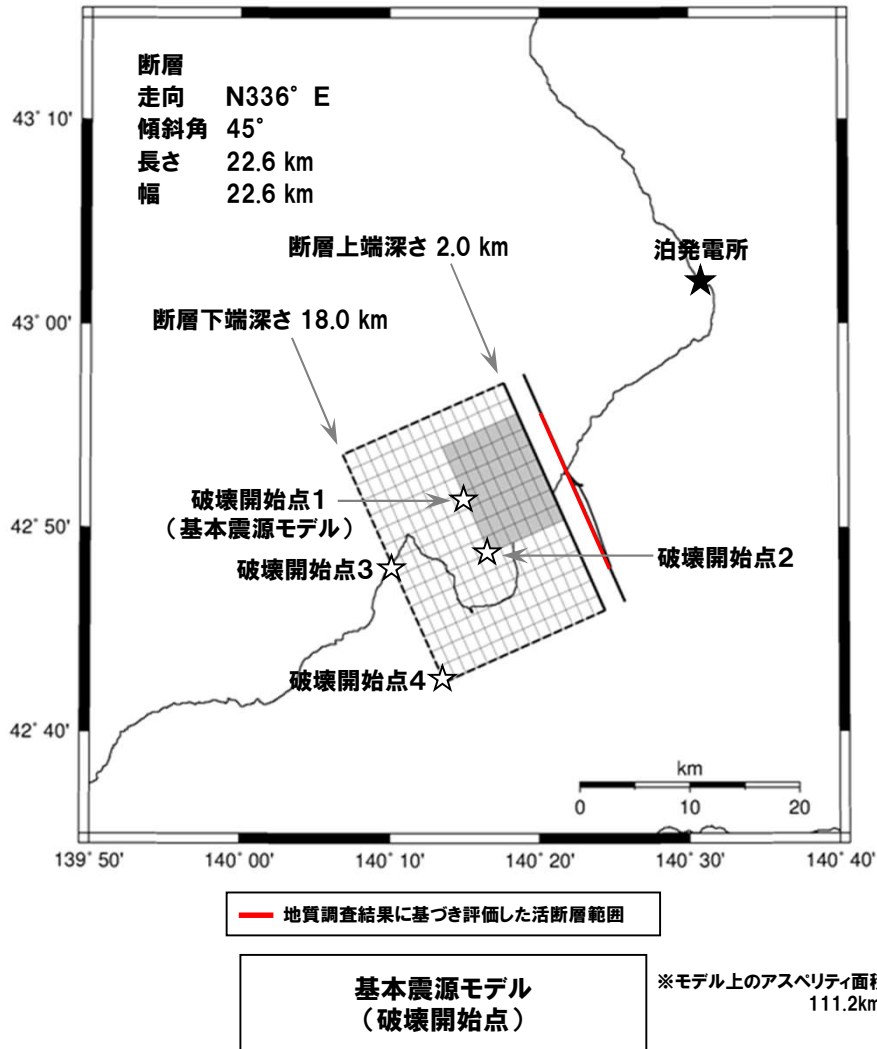 断層
走向 N336° E
傾斜角 45°
長さ 22.6 km
幅 22.6 km
43° 10'
断層上端深さ 2.0 km
泊発電所
43° 00'
断層下端深さ 18.0 km
破壊開始点1
（基本震源モデル）
42° 50'
破壊開始点2
破壊開始点3
破壊開始点4
42° 40'
km
0 10 20
139° 50' 140° 00' 140° 10' 140° 20' 140° 30' 140° 40'
地質調査結果に基づき評価した活断層範囲
基本震源モデル
（破壊開始点）
※モデル上のアスペリティ面積
111.2km